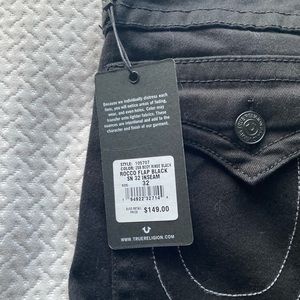 Because we individually distress each
item, you will notice areas of fading,
wear, and even holes. Color may
transfer onto lighter fabrics. These
nuances are intentional and add to the
character and finish of our garment.
STYLE: 105707
COLOR: 2SB BODY RINSE BLACK
ROCCO FLAP BLACK
SN 32 INSEAM
SIZE:
32
$149.00
WWW.TRUERELIGION.COM